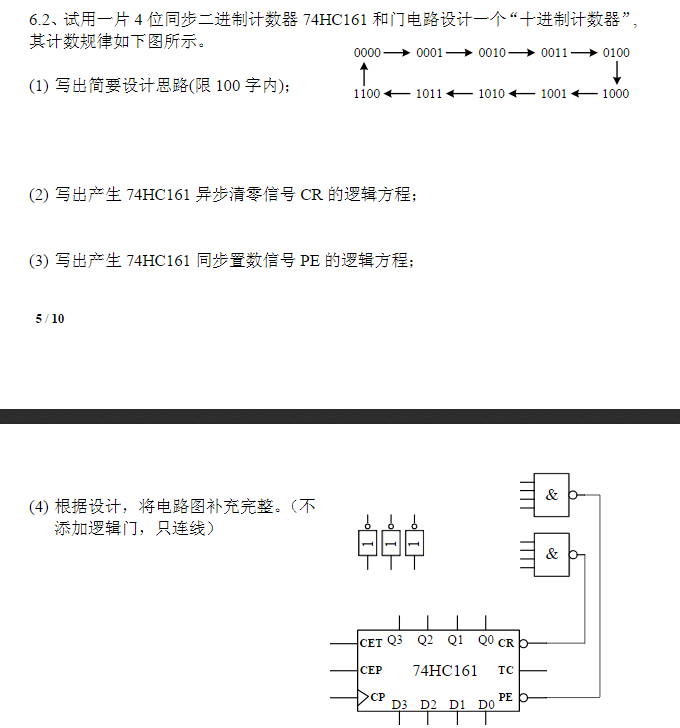 6.2、试用一片 4 位同步二进制计数器 74HC161 和门电路设计一个“十进制计数器”,
其计数规律如下图所示。
0000 0001 0010 0011 0100
(1) 写出简要设计思路(限 100 字内);
1100 1011 1010 1001 1000
(2) 写出产生 74HC161 异步清零信号 CR 的逻辑方程;
(3) 写出产生 74HC161 同步置数信号 PE 的逻辑方程;
5 / 10
&
(4) 根据设计，将电路图补充完整。（不
添加逻辑门，只连线）
1 1 1
&
CET Q3 Q2 Q1 Q0 CR
CEP 74HC161 TC
CP D3 D2 D1 D0 PE